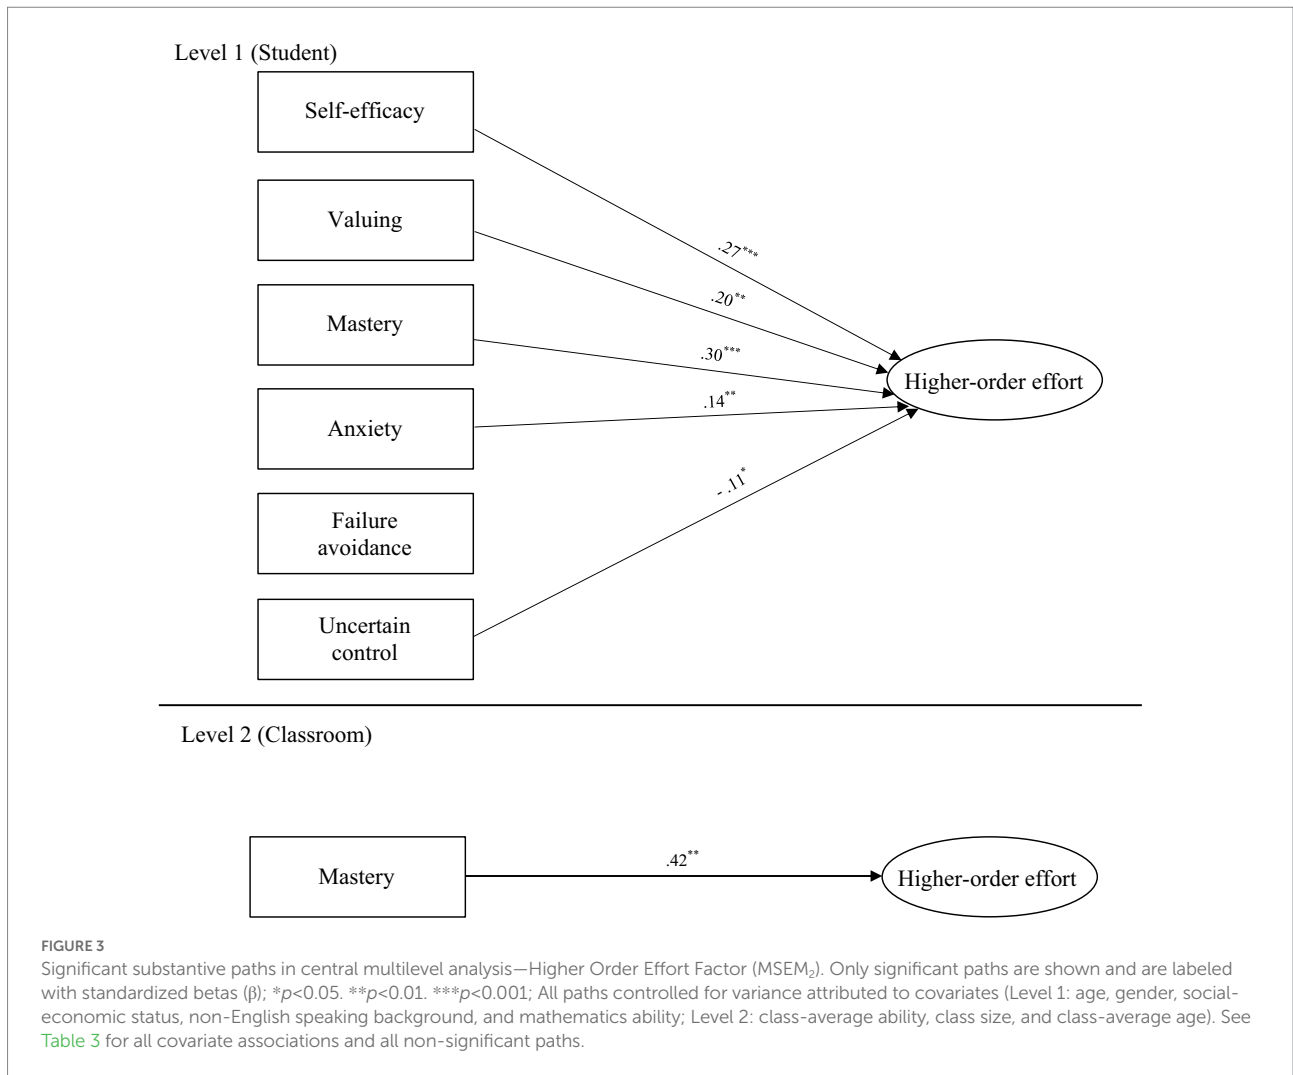 Level 1 (Student)
Self-efficacy
Valuing
Mastery
Anxiety
Failure
avoidance
Uncertain
control
.27***
.20**
.30***
.14**
- .11*
Higher-order effort
Level 2 (Classroom)
Mastery
.42**
Higher-order effort
FIGURE 3
Significant substantive paths in central multilevel analysis—Higher Order Effort Factor (MSEM₂). Only significant paths are shown and are labeled
with standardized betas (β); *p<0.05. **p<0.01. ***p<0.001; All paths controlled for variance attributed to covariates (Level 1: age, gender, social-
economic status, non-English speaking background, and mathematics ability; Level 2: class-average ability, class size, and class-average age). See
Table 3 for all covariate associations and all non-significant paths.